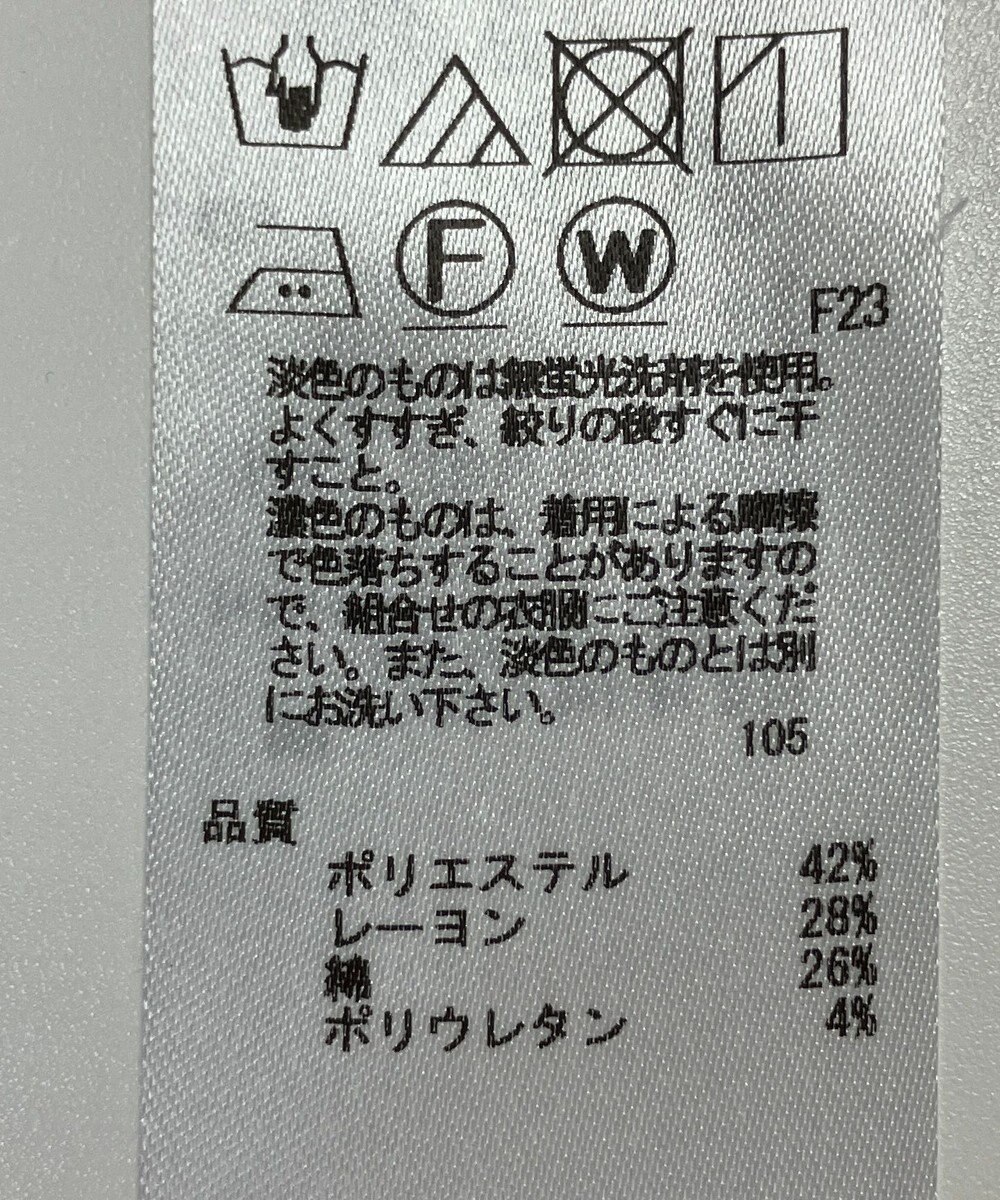 F W
F23
淡色のものは無蛍光洗剤を使用。
よくすすぎ、絞りの後すぐに干
すこと。
濃色のものは、着用による摩擦
で色落ちすることがありますの
で、組合せの衣服にご注意くだ
さい。また、淡色のものとは別
にお洗い下さい。
105
品質
ポリエステル 42%
レーヨン 28%
綿 26%
ポリウレタン 4%